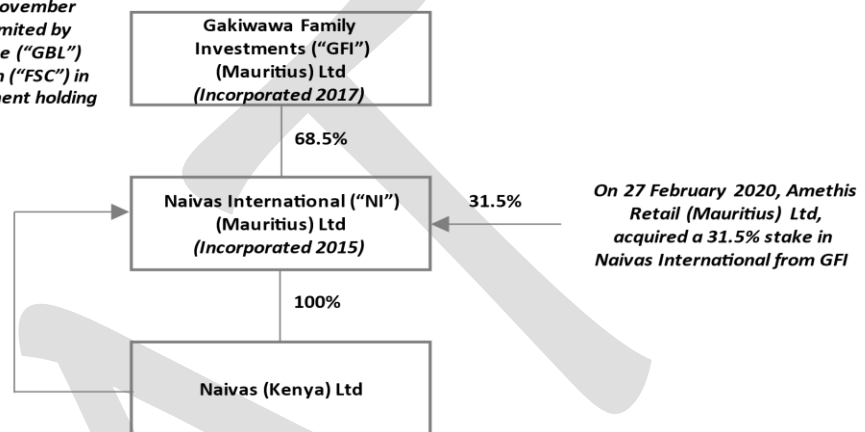 ovember
mited by
e (“GBL”)
n (“FSC”) in
ment holding
Gakiwawa Family
Investments (“GFI”)
(Mauritius) Ltd
(Incorporated 2017)
68.5%
Naivas International (“NI”)
(Mauritius) Ltd
(Incorporated 2015)
31.5%
On 27 February 2020, Amethis
Retail (Mauritius) Ltd,
acquired a 31.5% stake in
Naivas International from GFI
100%
Naivas (Kenya) Ltd